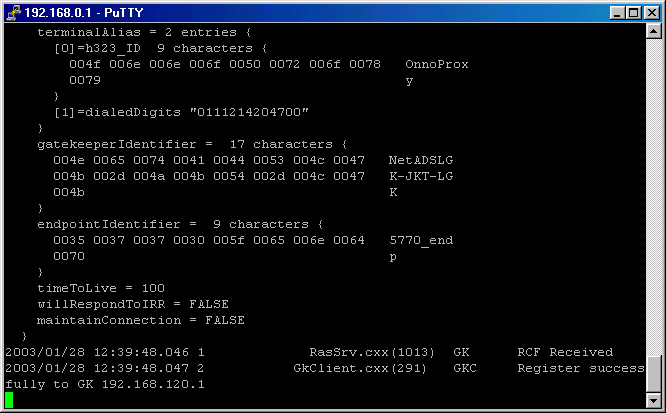 192.168.0.1 - PuTTY
terminalAlias = 2 entries {
[0]=h323_ID  9 characters {
004f 006e 006e 006f 0050 0072 006f 0078   OnnoProx
0079   y
}
[1]=dialedDigits "0111214204700"
}
gatekeeperIdentifier =  17 characters {
004e 0065 0074 0041 0044 0053 004c 0047   NetADSLG
004b 002d 004a 004b 0054 002d 004c 0047   K-JKT-LG
004b   K
}
endpointIdentifier =  9 characters {
0035 0037 0037 0030 005f 0065 006e 0064   5770_end
0070   p
}
timeToLive = 100
willRespondToIRR = FALSE
maintainConnection = FALSE
}
2003/01/28 12:39:48.046 1   RasSrv.cxx(1013)  GK   RCF Received
2003/01/28 12:39:48.047 2   GkClient.cxx(291)   GKC   Register success
fully to GK 192.168.120.1